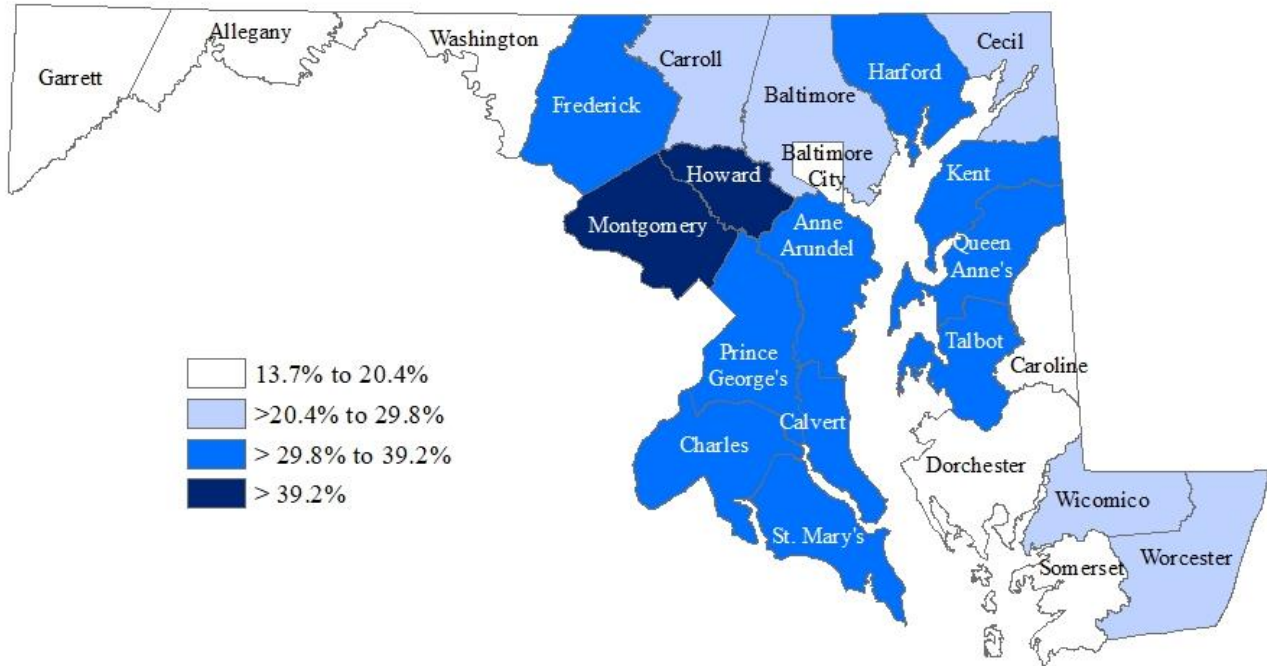 Allegany
Washington
Garrett
Carroll
Cecil
Harford
Frederick
Baltimore
Baltimore
City
Howard
Kent
Montgomery
Anne
Arundel
Queen
Anne's
Talbot
Prince
George's
Caroline
Calvert
Charles
Dorchester
St. Mary's
Wicomico
Somerset
Worcester
13.7% to 20.4%
>20.4% to 29.8%
> 29.8% to 39.2%
> 39.2%